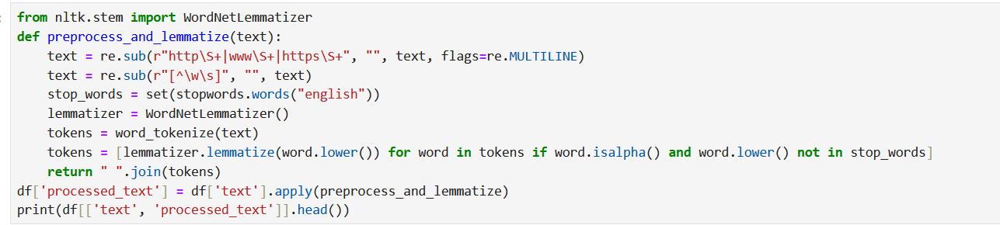 from nltk.stem import WordNetLemmatizer
def preprocess_and_lemmatize(text):
    text = re.sub(r"http\S+|www\S+|https\S+", "", text, flags=re.MULTILINE)
    text = re.sub(r"[^\w\s]", "", text)
    stop_words = set(stopwords.words("english"))
    lemmatizer = WordNetLemmatizer()
    tokens = word_tokenize(text)
    tokens = [lemmatizer.lemmatize(word.lower()) for word in tokens if word.isalpha() and word.lower() not in stop_words]
    return " ".join(tokens)
df['processed_text'] = df['text'].apply(preprocess_and_lemmatize)
print(df[['text', 'processed_text']].head())